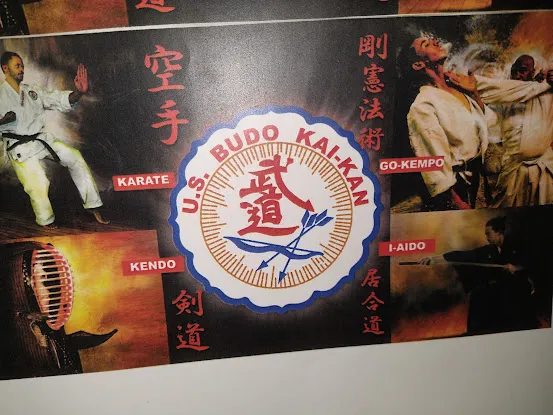 空手
剛憲法術
U.S. BUDO KAI-KAN
武道
KARATE
GO-KEMPO
KENDO
I-AIDO
剣道
居合道